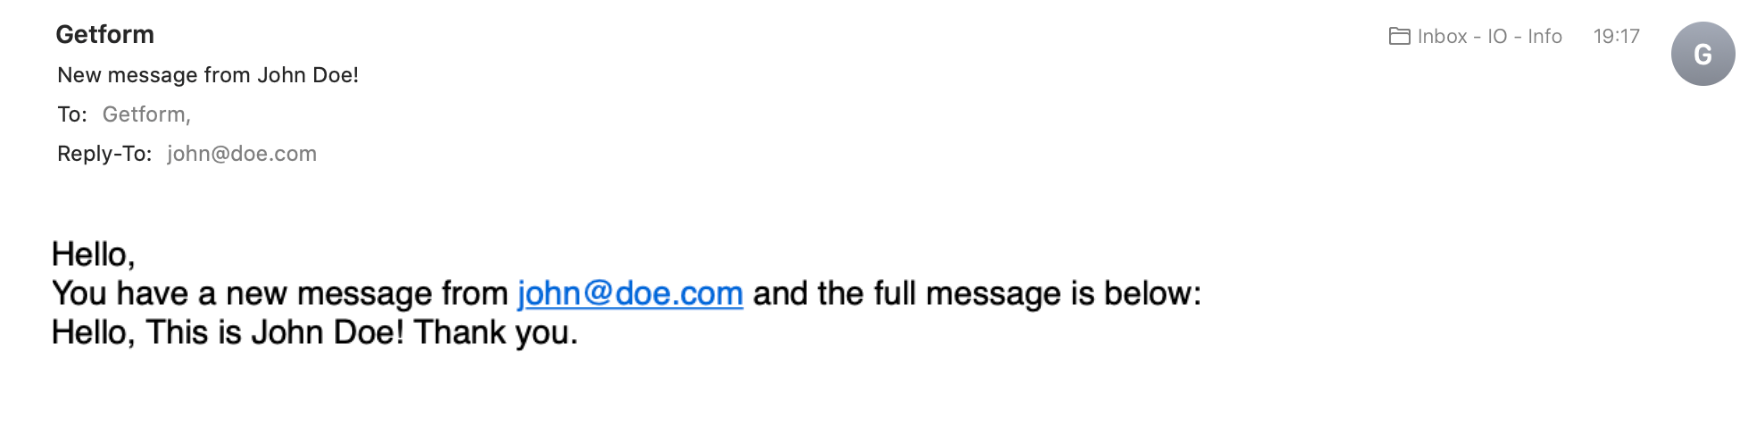 Getform
Inbox - IO - Info 19:17
G
New message from John Doe!
To: Getform,
Reply-To: john@doe.com
Hello,
You have a new message from john@doe.com and the full message is below:
Hello, This is John Doe! Thank you.